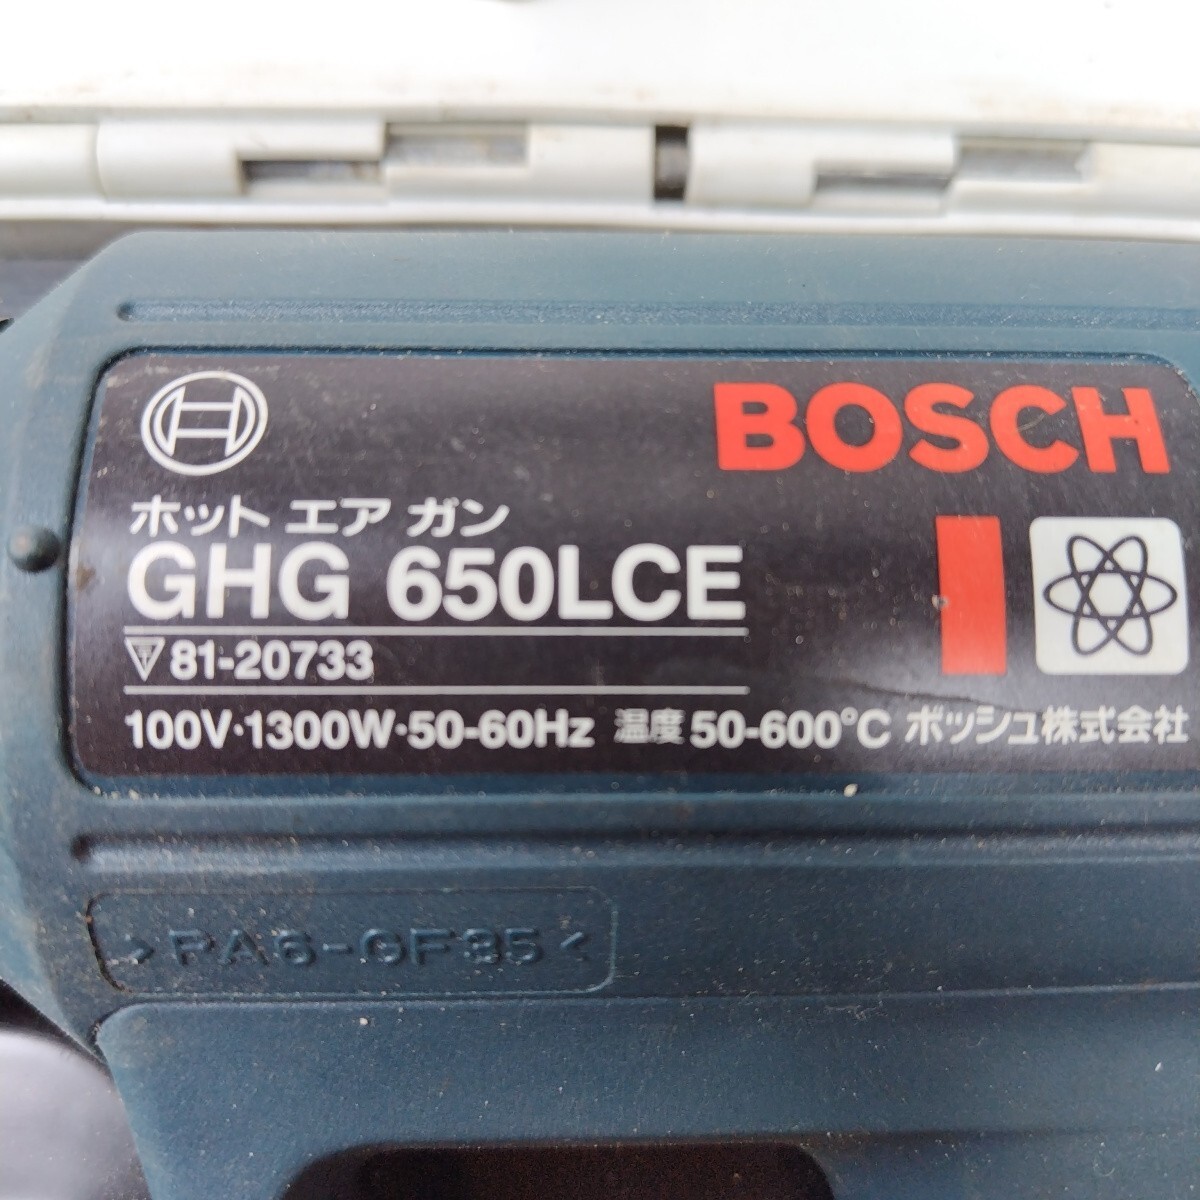 BOSCH
ホット エア ガン
GHG 650LCE
81-20733
100V·1300W·50-60Hz 温度 50-600°C ボッシュ株式会社
>PA6-GF35<